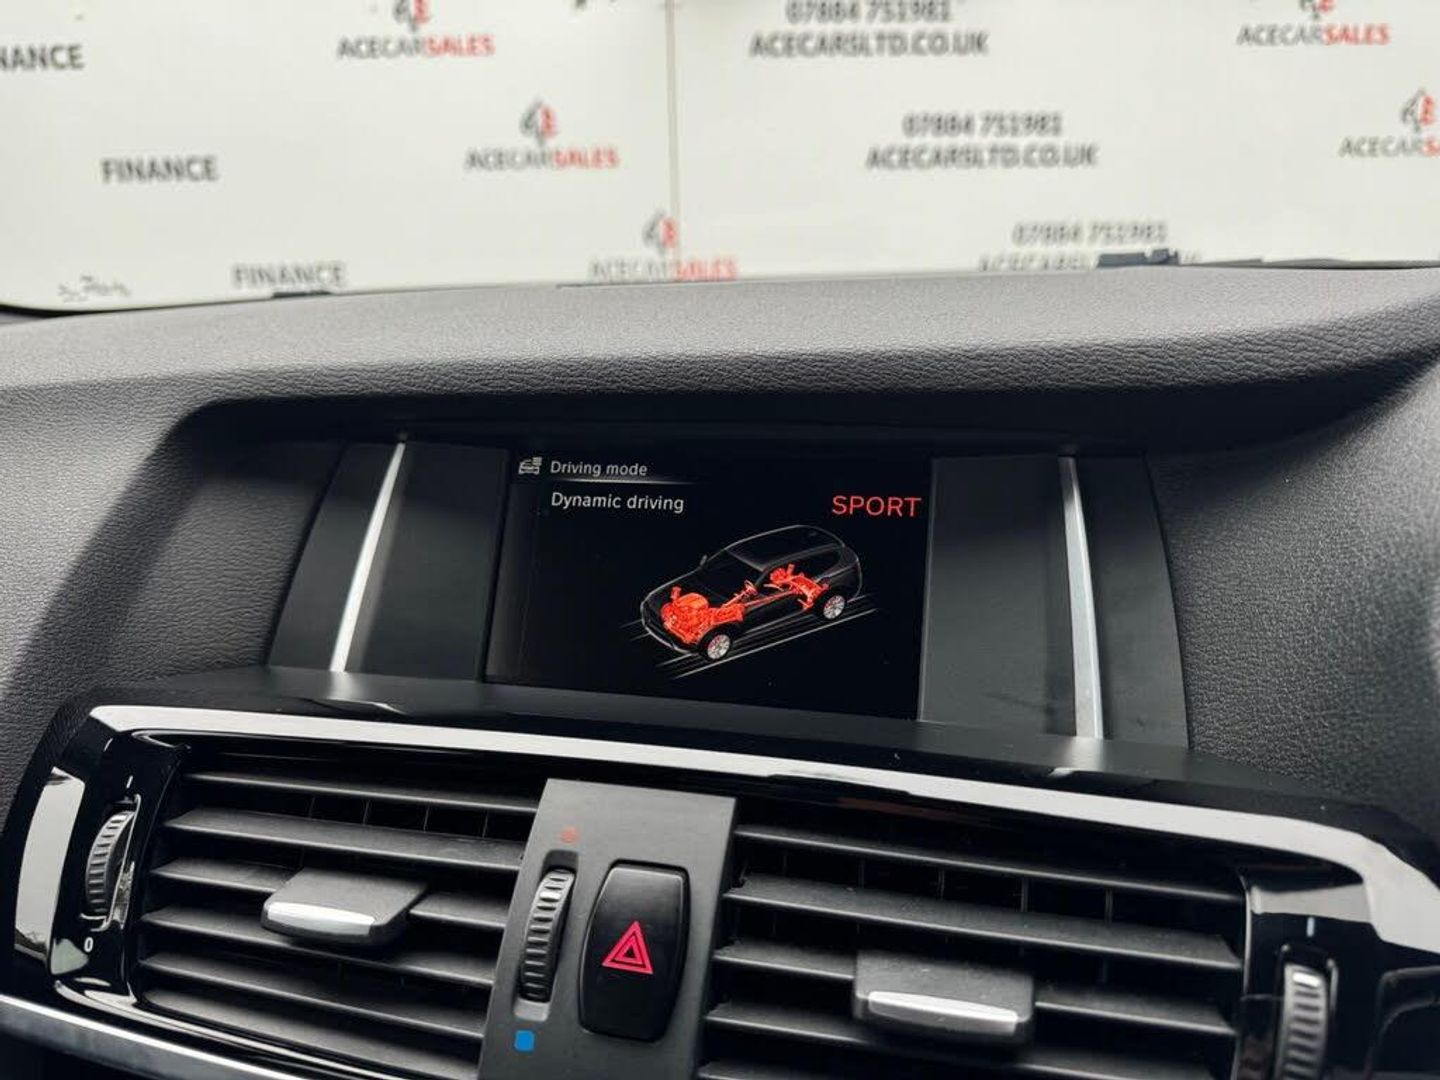 07884 751981
ACECARSALES
ACECARSLTD.CO.UK
ACECARSALES
FINANCE
07884 751981
ACECARSALES
ACECARSLTD.CO.UK
FINANCE
07884 751981
ACECARSALES
FINANCE
Driving mode
Dynamic driving
SPORT
0